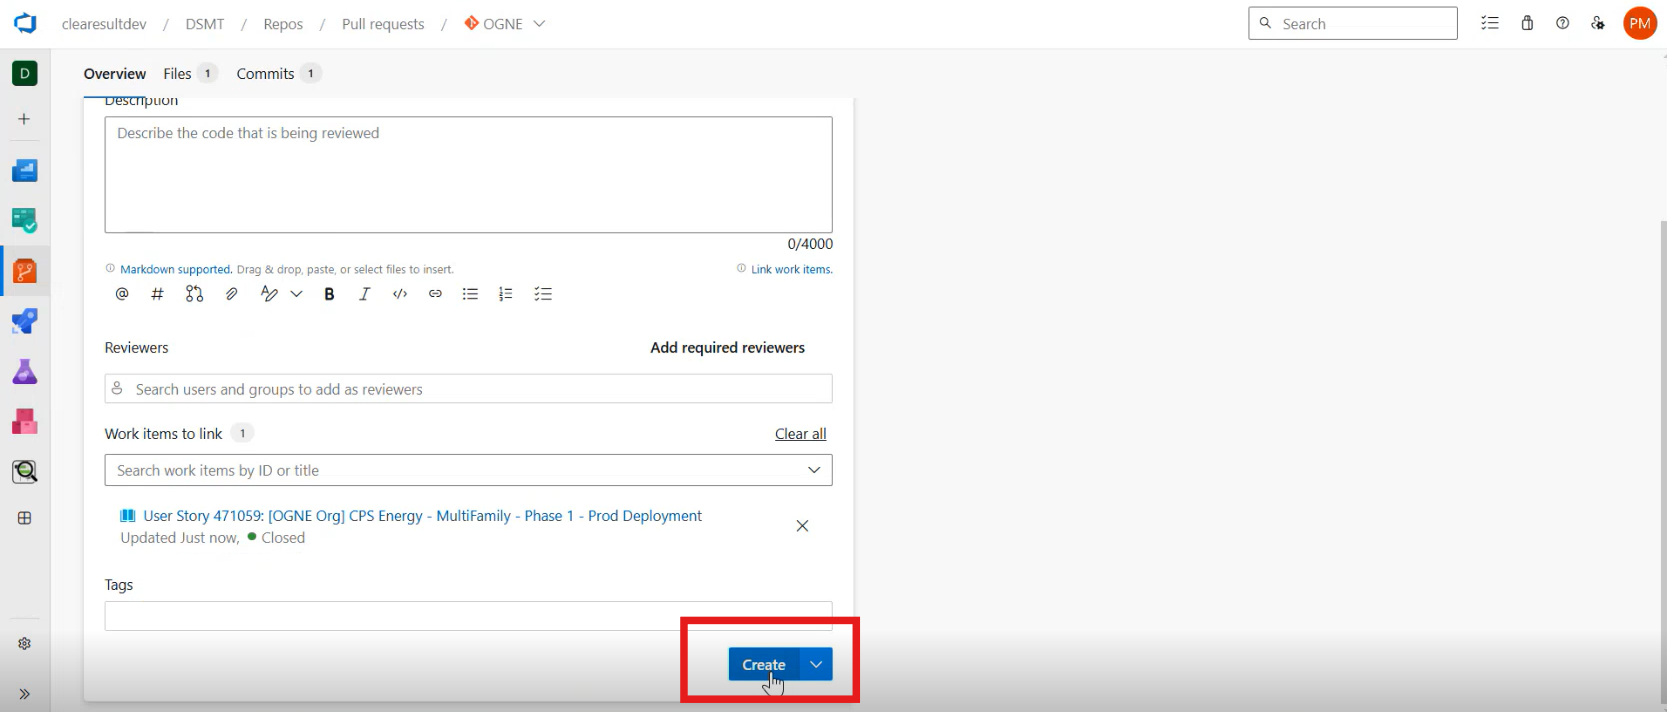 clearesultdev / DSMT / Repos / Pull requests / OGNE
Search
PM
D
Overview Files 1 Commits 1
Description
Describe the code that is being reviewed
0/4000
Markdown supported. Drag & drop, paste, or select files to insert.
Link work items.
Reviewers
Add required reviewers
Search users and groups to add as reviewers
Work items to link 1
Clear all
Search work items by ID or title
User Story 471059: [OGNE Org] CPS Energy - MultiFamily - Phase 1 - Prod Deployment
Updated Just now, Closed
Tags
Create